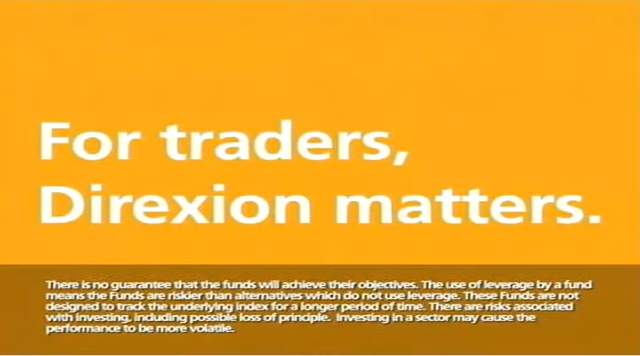 For traders,
Direxion matters.
There is no guarantee that the funds will achieve their objectives. The use of leverage by a fund
means the Funds are riskier than alternatives which do not use leverage. These Funds are not
designed to track the underlying index for a longer period of time. There are risks associated
with investing, including possible loss of principle. Investing in a sector may cause the
performance to be more volatile.